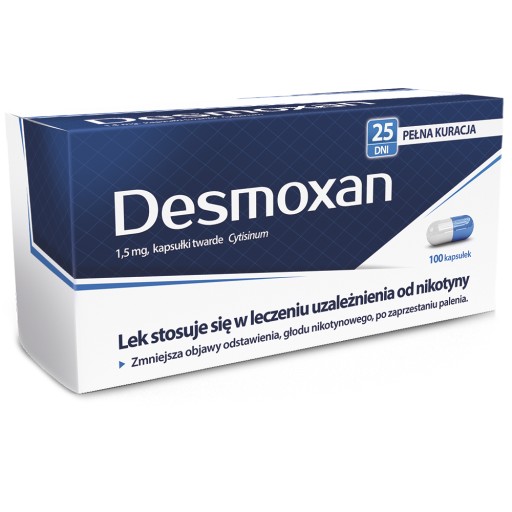 Desmoxan
25
DNI
PEŁNA KURACJA
Desmoxan
1,5 mg, kapsułki twarde Cytisinum
100 kapsułek
Lek stosuje się w leczeniu uzależnienia od nikotyny
Zmniejsza objawy odstawienia, głodu nikotynowego, po zaprzestaniu palenia.